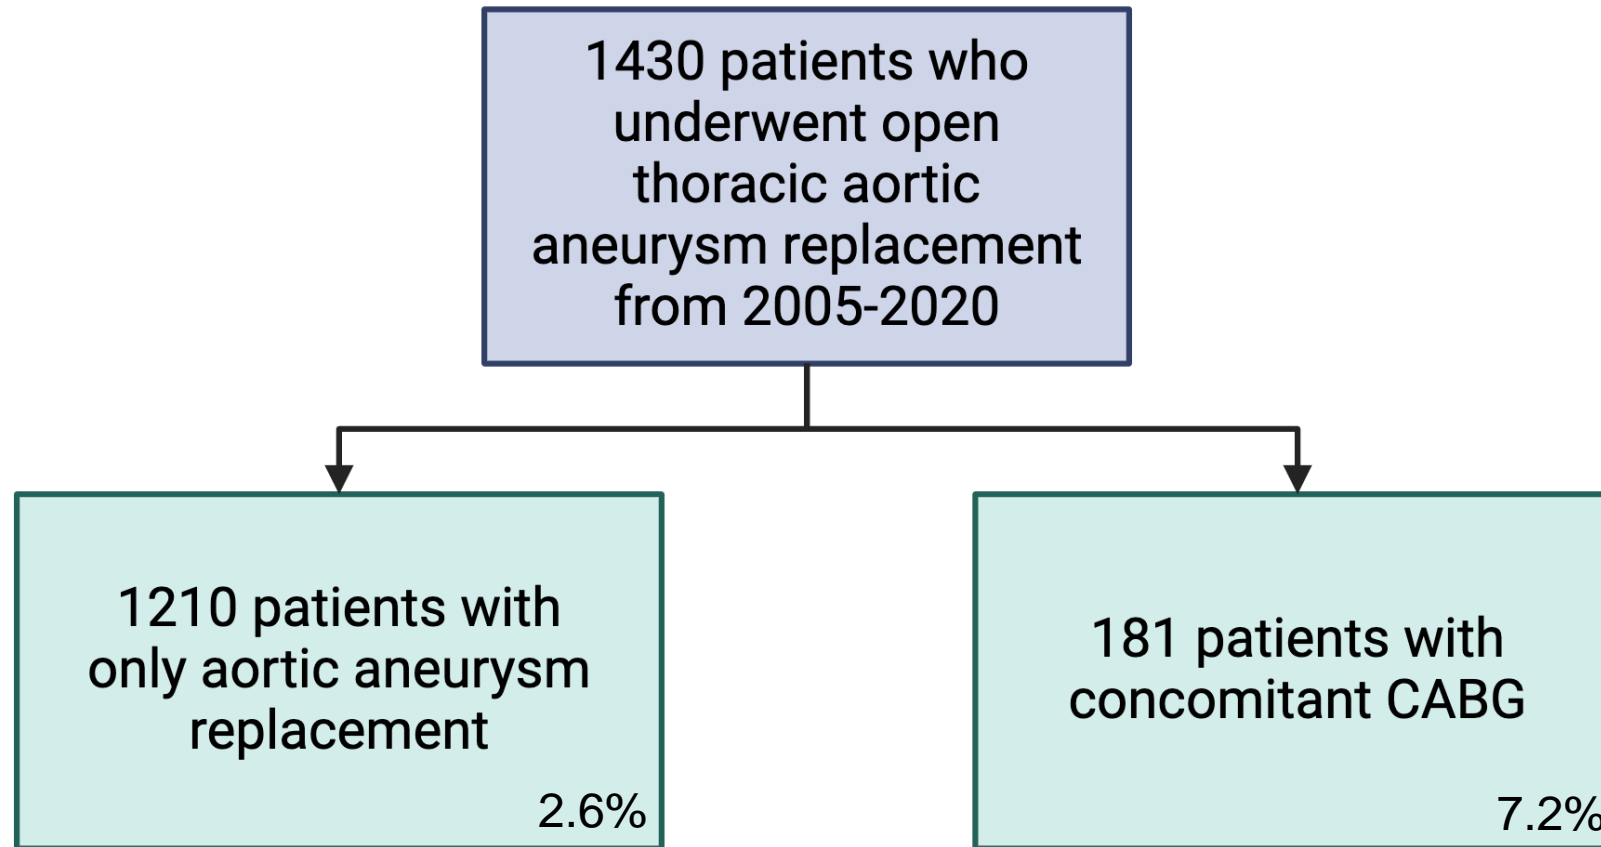 1430 patients who
underwent open
thoracic aortic
aneurysm replacement
from 2005-2020
1210 patients with
only aortic aneurysm
replacement
2.6%
181 patients with
concomitant CABG
7.2%